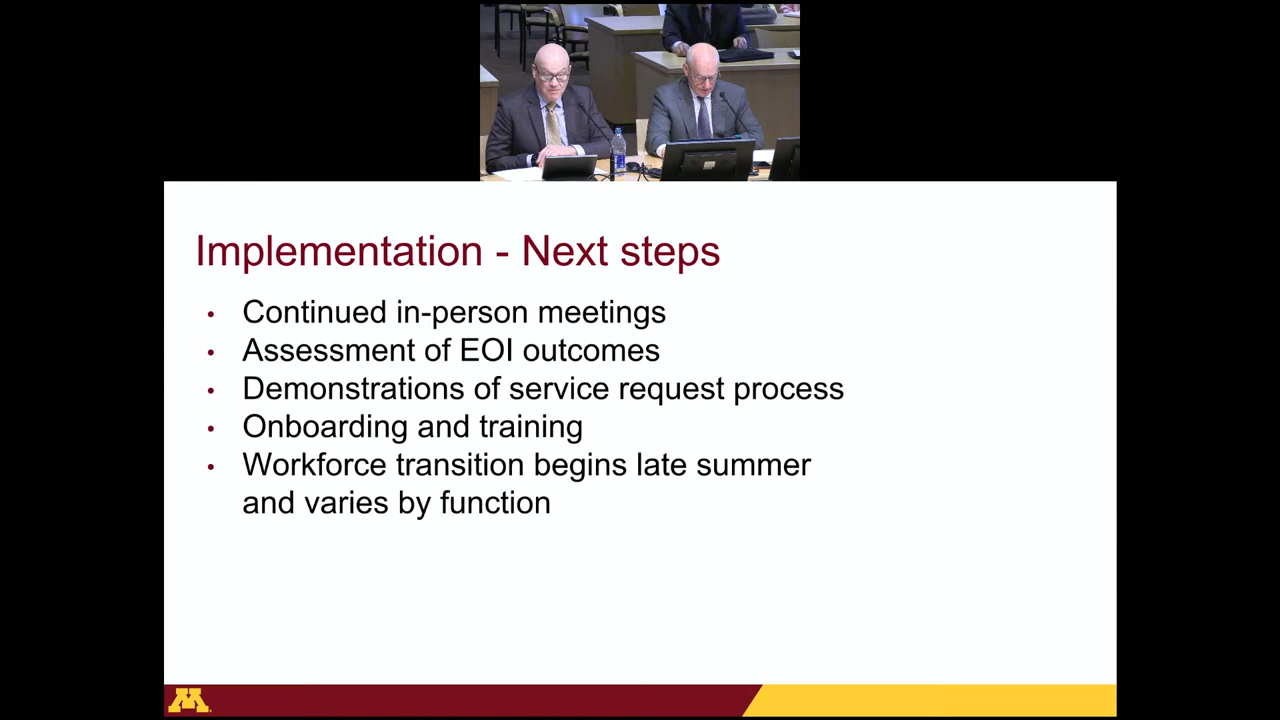 Implementation - Next steps
• Continued in-person meetings
• Assessment of EOI outcomes
• Demonstrations of service request process
• Onboarding and training
• Workforce transition begins late summer
and varies by function
M